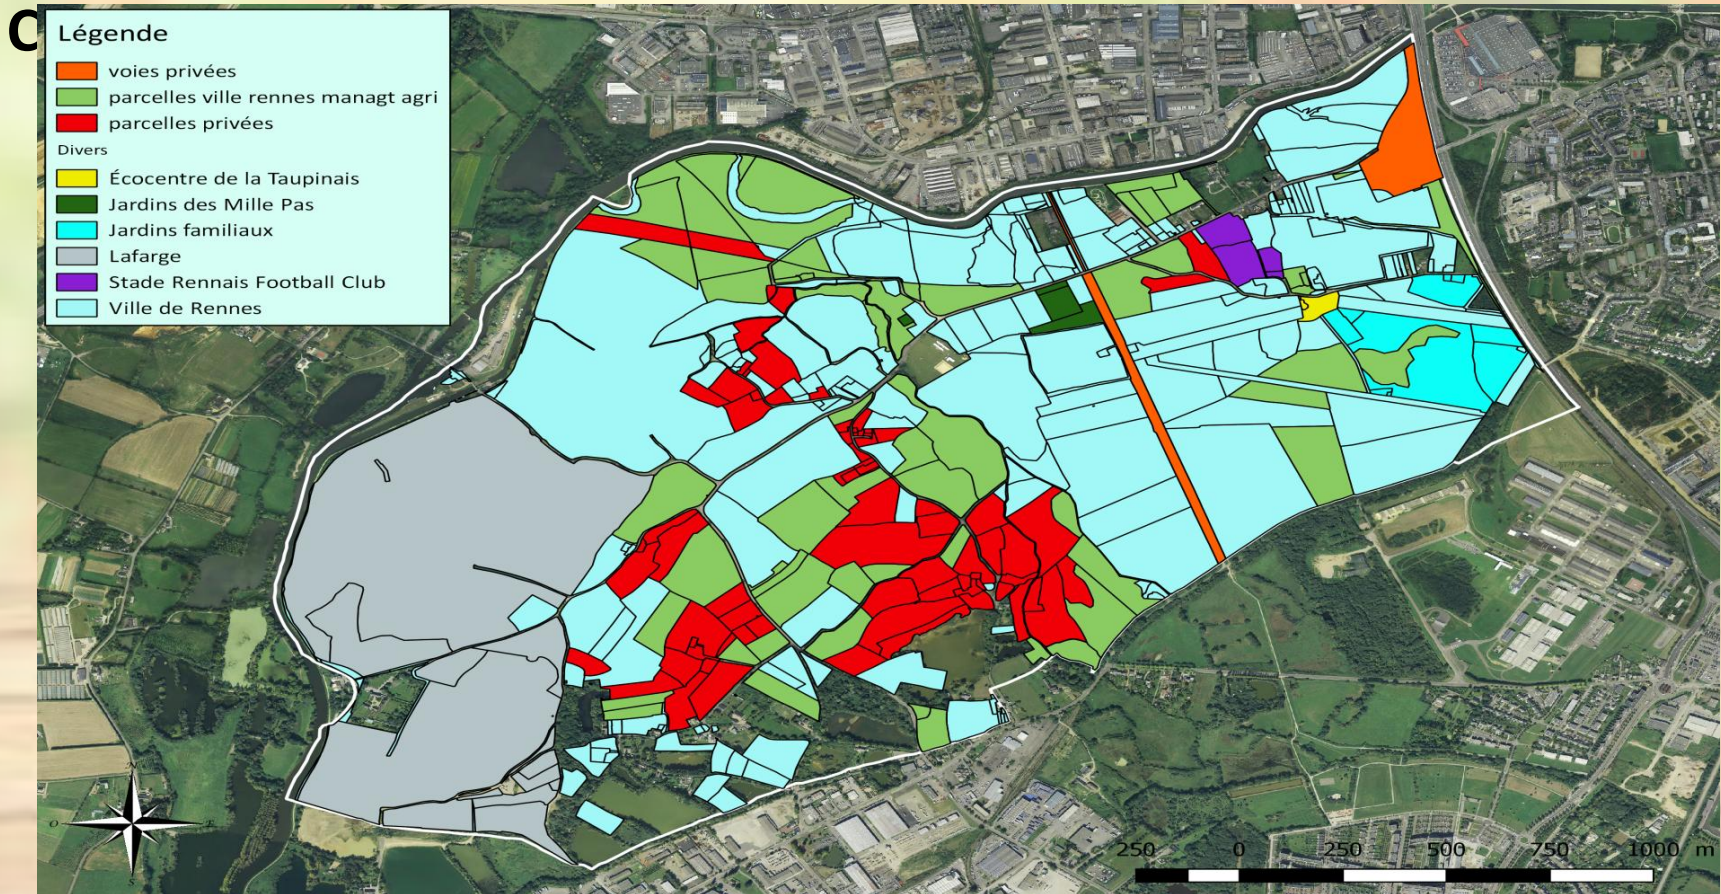 C
Légende
voies privées
parcelles ville rennes managt agri
parcelles privées
Divers
Écocentre de la Taupinais
Jardins des Mille Pas
Jardins familiaux
Lafarge
Stade Rennais Football Club
Ville de Rennes
O E
S
250 0 250 500 750 1000 m